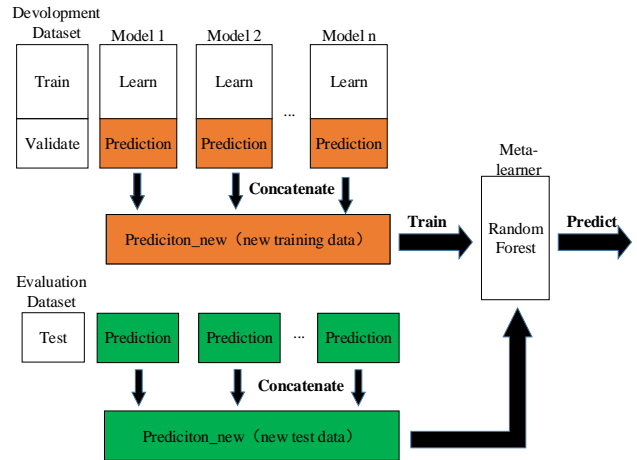 Devolopment
Dataset
Model 1
Model 2
Model n
Train
Learn
Learn
Learn
...
Validate
Prediction
Prediction
Prediction
Concatenate
Prediciton_new（new training data）
Train
Meta-
learner
Random
Forest
Predict
Evaluation
Dataset
Test
Prediction
Prediction
...
Prediction
Concatenate
Prediciton_new（new test data）